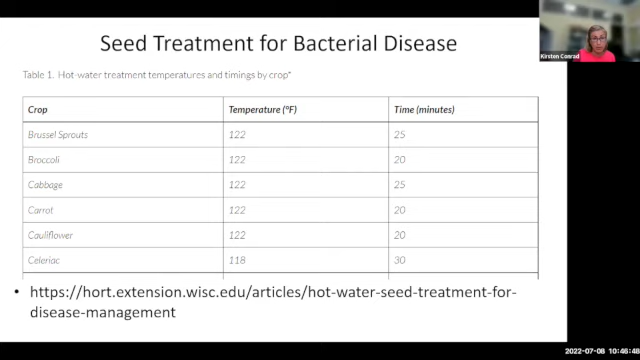 Seed Treatment for Bacterial Disease
Kirsten Conrad
Table 1. Hot-water treatment temperatures and timings by crop*
Crop Temperature (°F) Time (minutes)
Brussel Sprouts 122 25
Broccoli 122 20
Cabbage 122 25
Carrot 122 20
Cauliflower 122 20
Celeriac 118 30
• https://hort.extension.wisc.edu/articles/hot-water-seed-treatment-for-
disease-management
2022-07-08 10:46:48